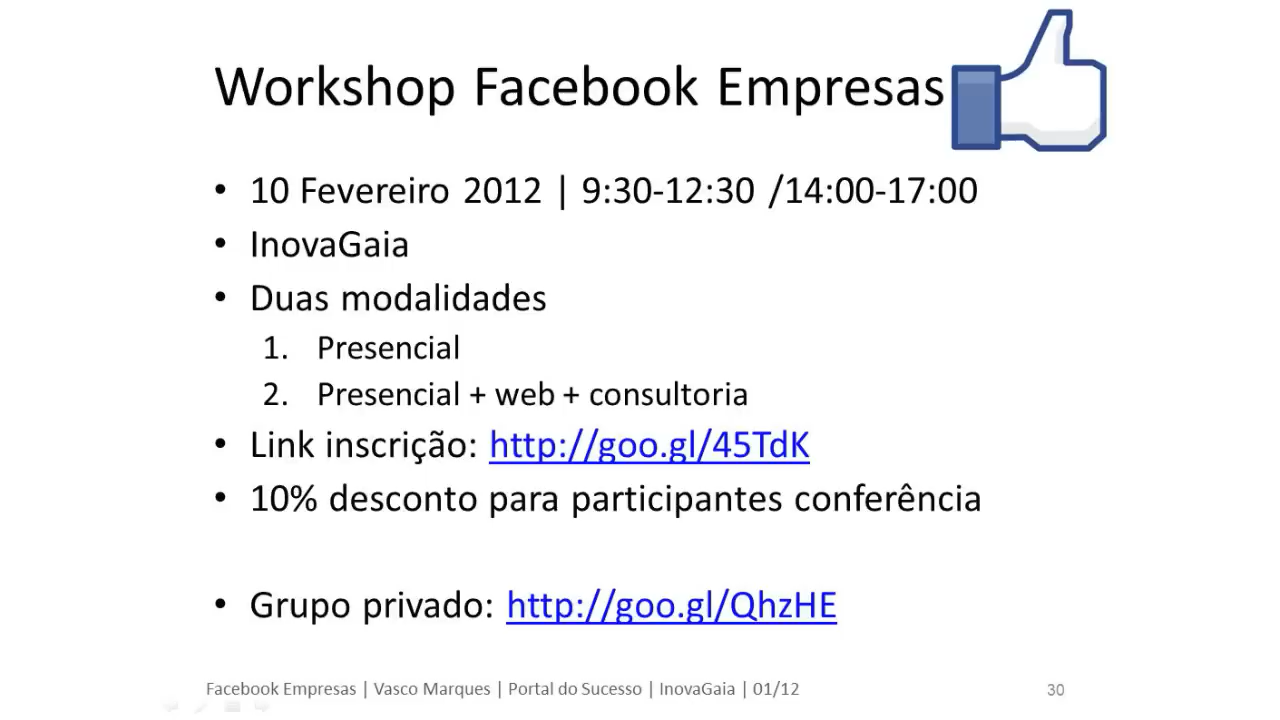 Workshop Facebook Empresas
• 10 Fevereiro 2012 | 9:30-12:30 /14:00-17:00
• InovaGaia
• Duas modalidades
1. Presencial
2. Presencial + web + consultoria
• Link inscrição: http://goo.gl/45TdK
• 10% desconto para participantes conferência
• Grupo privado: http://goo.gl/QhzHE
Facebook Empresas | Vasco Marques | Portal do Sucesso | InovaGaia | 01/12
30